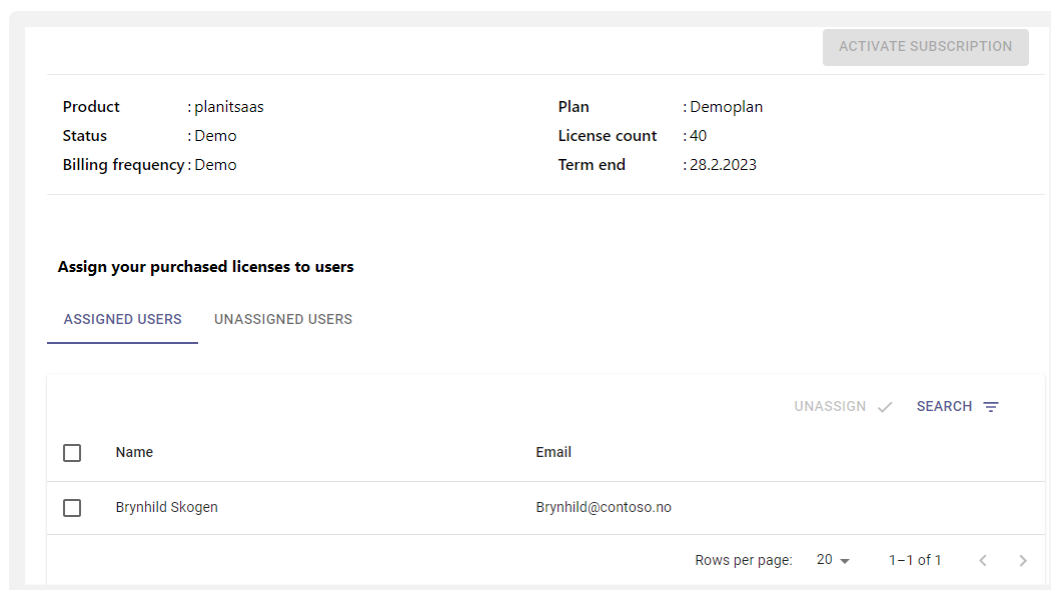 ACTIVATE SUBSCRIPTION
Product : planitsaas Plan : Demoplan
Status : Demo License count : 40
Billing frequency : Demo Term end : 28.2.2023
Assign your purchased licenses to users
ASSIGNED USERS UNASSIGNED USERS
UNASSIGN SEARCH
Name Email
Brynhild Skogen Brynhild@contoso.no
Rows per page: 20 1–1 of 1